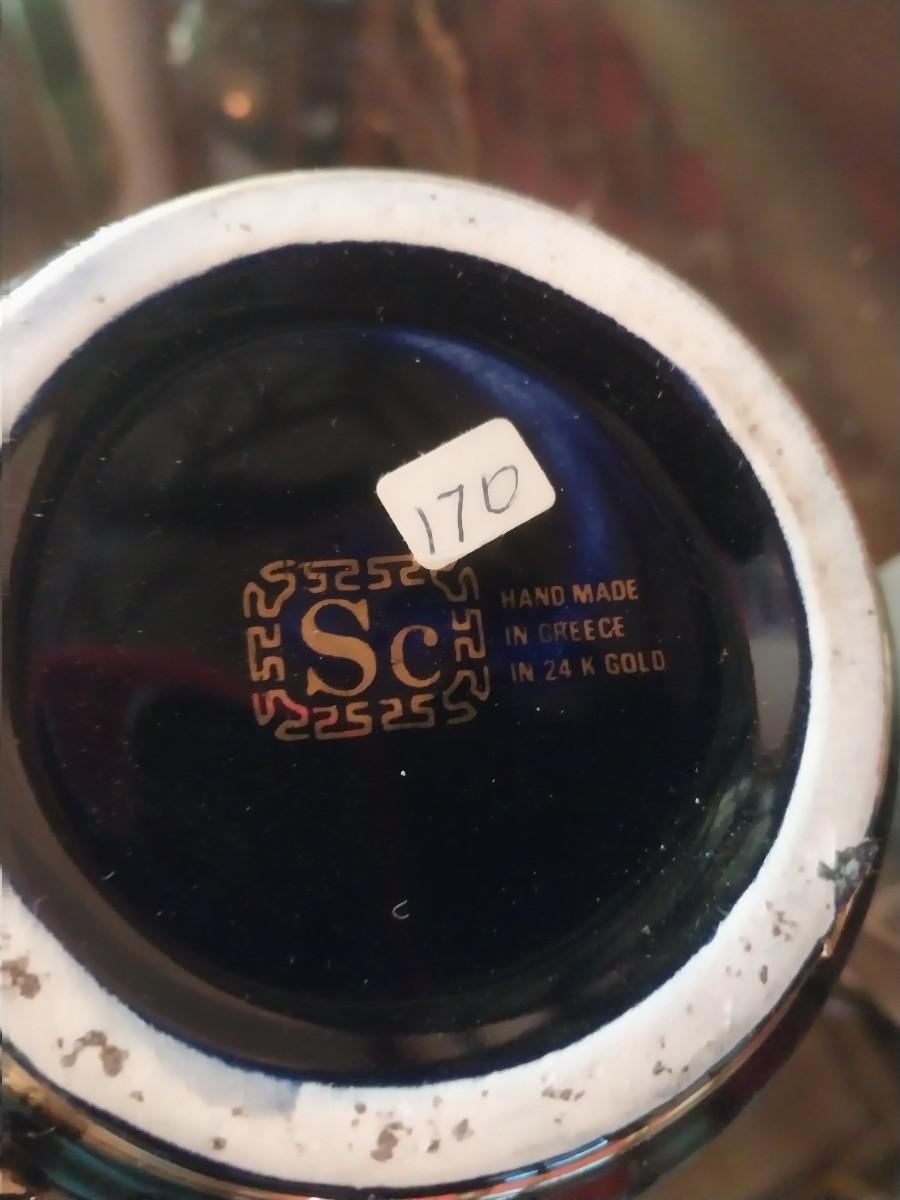 170
Sc
HAND MADE
IN GREECE
IN 24 K GOLD